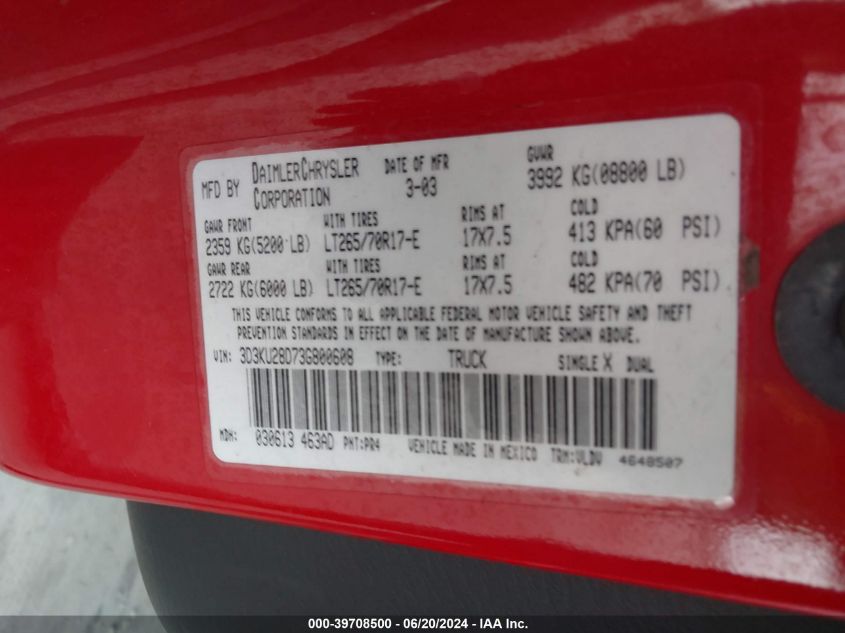 MFD BY DAIMLERCHRYSLER CORPORATION DATE OF MFR 3-03 GVWR 3992 KG(08800 LB)
GAWR FRONT WITH TIRES RIMS AT COLD
2359 KG(5200 LB) LT265/70R17-E 17X7.5 413 KPA(60 PSI)
GAWR REAR WITH TIRES RIMS AT COLD
2722 KG(6000 LB) LT265/70R17-E 17X7.5 482 KPA(70 PSI)
THIS VEHICLE CONFORMS TO ALL APPLICABLE FEDERAL MOTOR VEHICLE SAFETY AND THEFT
PREVENTION STANDARDS IN EFFECT ON THE DATE OF MANUFACTURE SHOWN ABOVE.
VIN: 3D3KU28D73G800608 TYPE: TRUCK SINGLE X DUAL
MDH: 030613 463AD PNT:PR4 VEHICLE MADE IN MEXICO TRM:VLDV 4648507
000-39708500 - 06/20/2024 - IAA Inc.